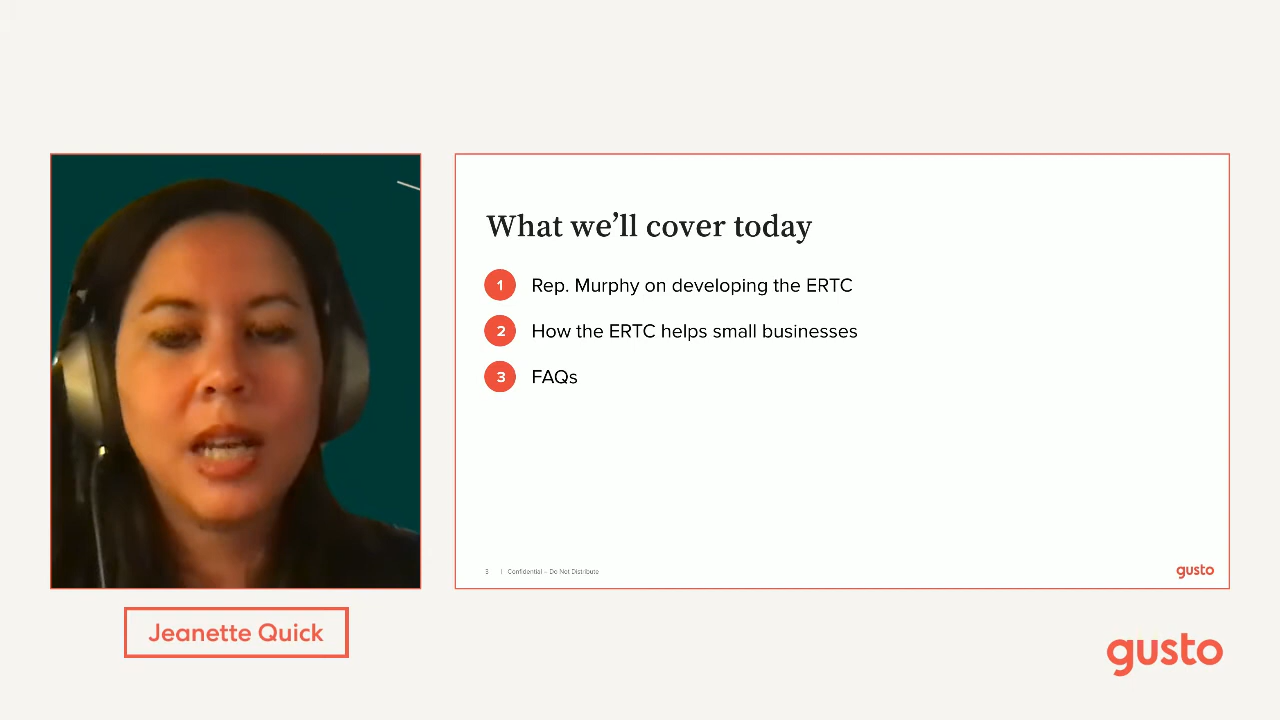 What we’ll cover today
1 Rep. Murphy on developing the ERTC
2 How the ERTC helps small businesses
3 FAQs
3 | Confidential – Do Not Distribute
gusto
Jeanette Quick
gusto